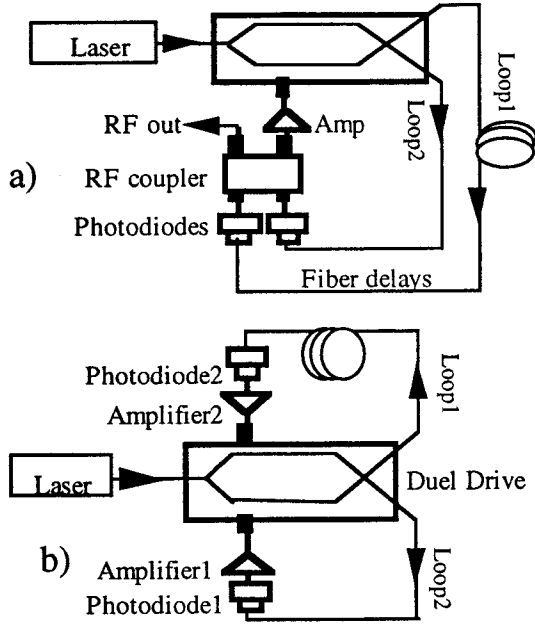 Laser
Loop1
Loop2
RF out
Amp
a)
RF coupler
Photodiodes
Fiber delays
Photodiode2
Loop1
Amplifier2
Laser
Duel Drive
b)
Amplifier1
Loop2
Photodiode1